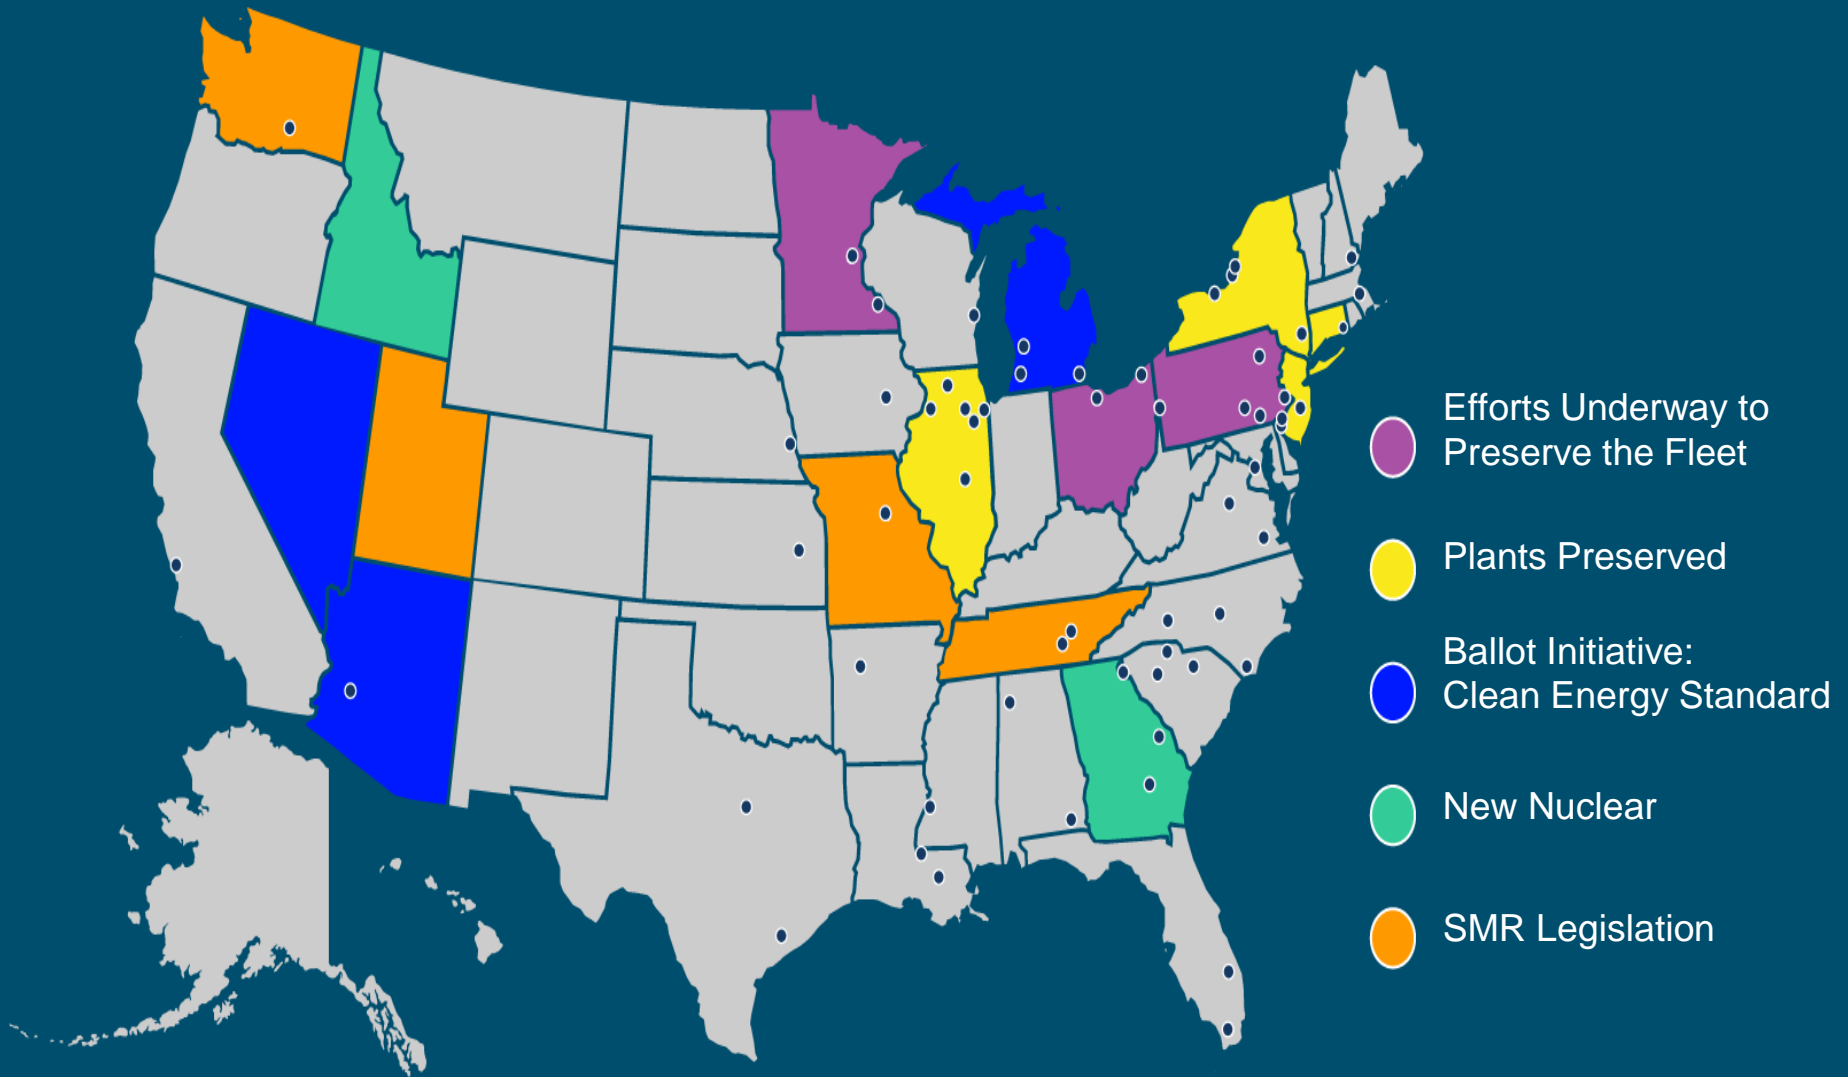 Efforts Underway to
Preserve the Fleet
Plants Preserved
Ballot Initiative:
Clean Energy Standard
New Nuclear
SMR Legislation